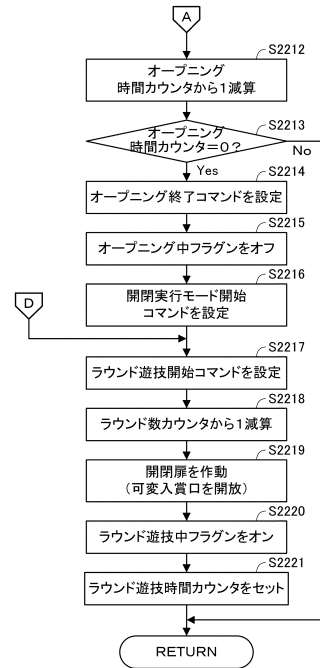 A
S2212
オープニング
時間カウンタから1減算
S2213
オープニング
時間カウンタ=0?
No
Yes
S2214
オープニング終了コマンドを設定
S2215
オープニング中フラグンをオフ
S2216
開閉実行モード開始
コマンドを設定
D
S2217
ラウンド遊技開始コマンドを設定
S2218
ラウンド数カウンタから1減算
S2219
開閉扉を作動
(可変入賞口を開放)
S2220
ラウンド遊技中フラグンをオン
S2221
ラウンド遊技時間カウンタをセット
RETURN